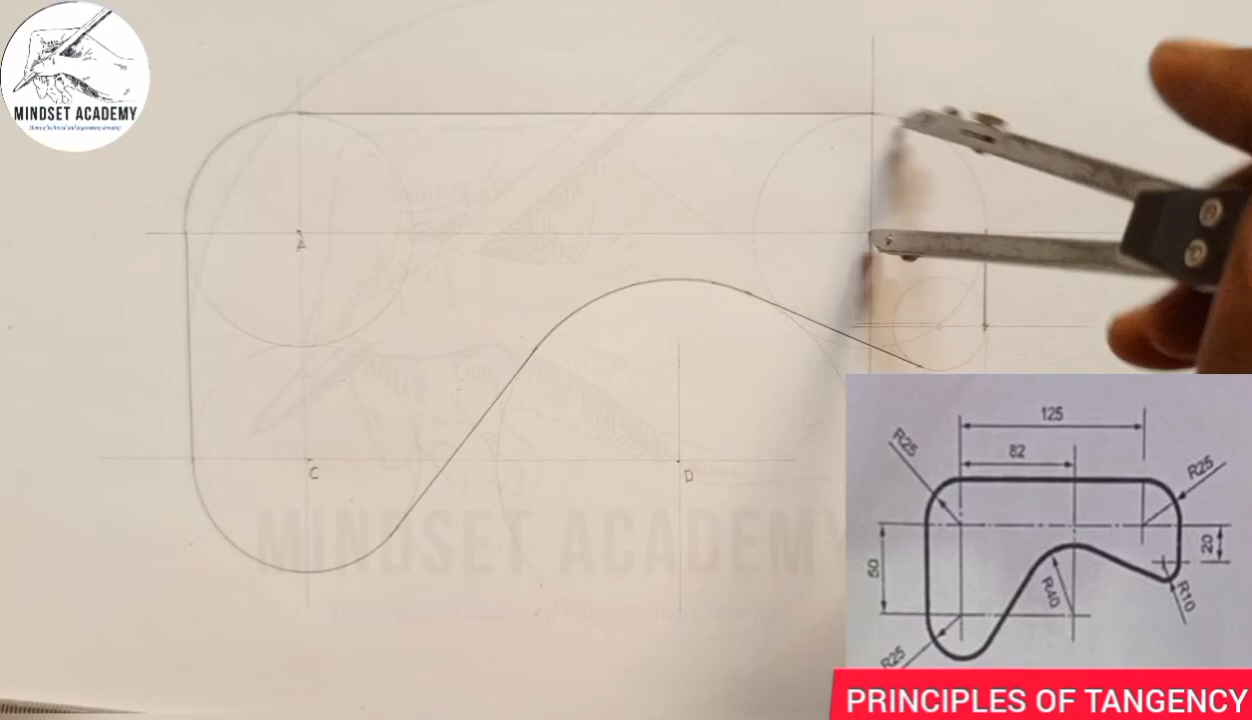 MINDSET ACADEMY
A
C
D
MINDSET ACADEMY
125
82
R25
R25
50
20
R40
R10
R25
PRINCIPLES OF TANGENCY